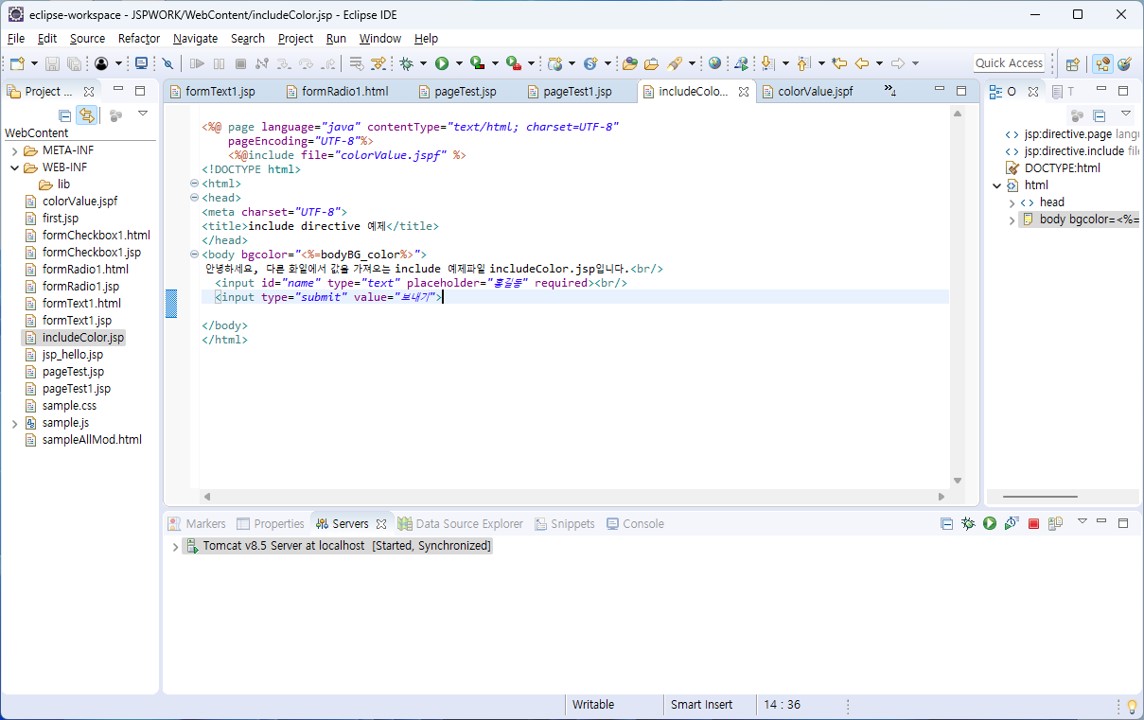 eclipse-workspace - JSPWORK/WebContent/includeColor.jsp - Eclipse IDE
File Edit Source Refactor Navigate Search Project Run Window Help
Quick Access
Project ...
WebContent
META-INF
WEB-INF
lib
colorValue.jspf
first.jsp
formCheckbox1.html
formCheckbox1.jsp
formRadio1.html
formRadio1.jsp
formText1.html
formText1.jsp
includeColor.jsp
jsp_hello.jsp
pageTest.jsp
pageTest1.jsp
sample.css
sample.js
sampleAllMod.html
formText1.jsp formRadio1.html pageTest.jsp pageTest1.jsp includeColo... colorValue.jspf »4
<%@ page language="java" contentType="text/html; charset=UTF-8"
pageEncoding="UTF-8"%>
<%@include file="colorValue.jspf" %>
<!DOCTYPE html>
<html>
<head>
<meta charset="UTF-8">
<title>include directive 예제</title>
</head>
<body bgcolor="<%=bodyBG_color%>">
안녕하세요, 다른 화일에서 값을 가져오는 include 예제파일 includeColor.jsp입니다.<br/>
<input id="name" type="text" placeholder="홍길동" required><br/>
<input type="submit" value="보내기">
</body>
</html>
O T
jsp:directive.page lang
jsp:directive.include fil
DOCTYPE:html
html
head
body bgcolor=<%=
Markers Properties Servers Data Source Explorer Snippets Console
Tomcat v8.5 Server at localhost [Started, Synchronized]
Writable Smart Insert 14 : 36